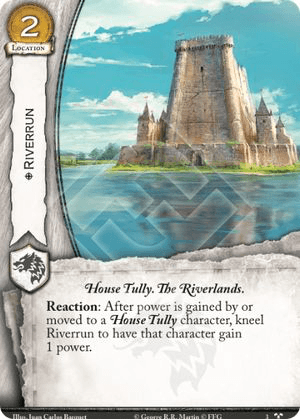 2
LOCATION
RIVERRUN
House Tully. The Riverlands.
Reaction: After power is gained by or
moved to a House Tully character, kneel
Riverrun to have that character gain
1 power.
Illus. Juan Carlos Barquet
© George R.R. Martin © FFG
3